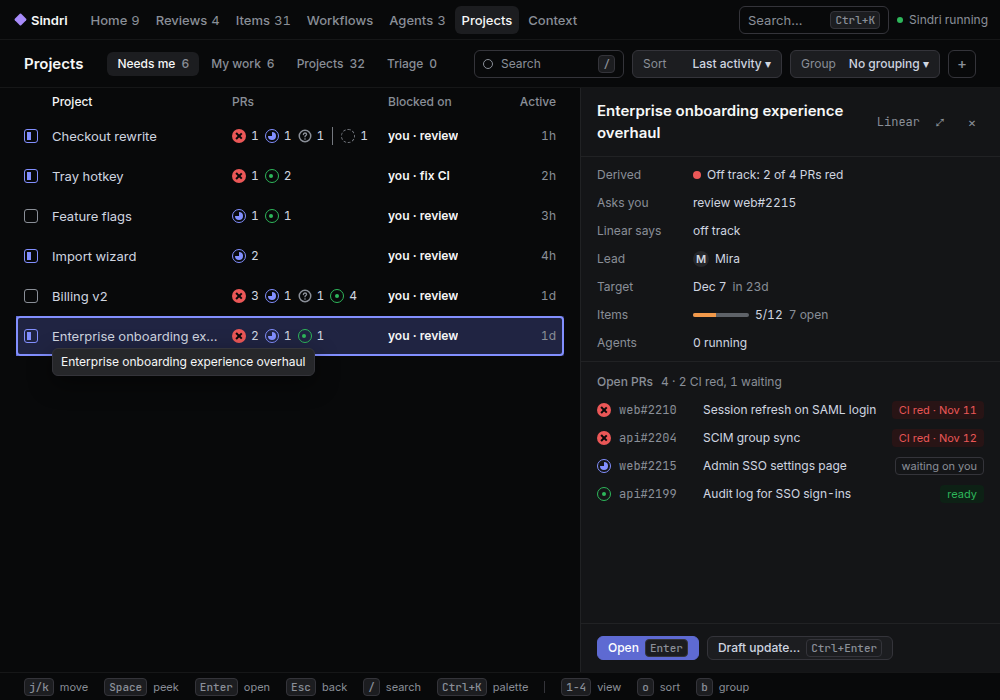 Sindri Home 9 Reviews 4 Items 31 Workflows Agents 3 Projects Context Search... Ctrl+K Sindri running
Projects Needs me 6 My work 6 Projects 32 Triage 0 Search / Sort Last activity ▾ Group No grouping ▾ +
Project PRs Blocked on Active
Checkout rewrite 1 1 ? 1 1 you · review 1h
Tray hotkey 1 2 you · fix CI 2h
Feature flags 1 1 you · review 3h
Import wizard 2 you · review 4h
Billing v2 3 1 ? 1 4 you · review 1d
Enterprise onboarding ex... 2 1 1 you · review 1d
Enterprise onboarding experience overhaul
Enterprise onboarding experience
overhaul
Linear ⤢ ×
Derived Off track: 2 of 4 PRs red
Asks you review web#2215
Linear says off track
Lead M Mira
Target Dec 7 in 23d
Items 5/12 7 open
Agents 0 running
Open PRs 4 · 2 CI red, 1 waiting
web#2210 Session refresh on SAML login CI red · Nov 11
api#2204 SCIM group sync CI red · Nov 12
web#2215 Admin SSO settings page waiting on you
api#2199 Audit log for SSO sign-ins ready
Open Enter Draft update... Ctrl+Enter
j/k move Space peek Enter open Esc back / search Ctrl+K palette 1-4 view o sort b group